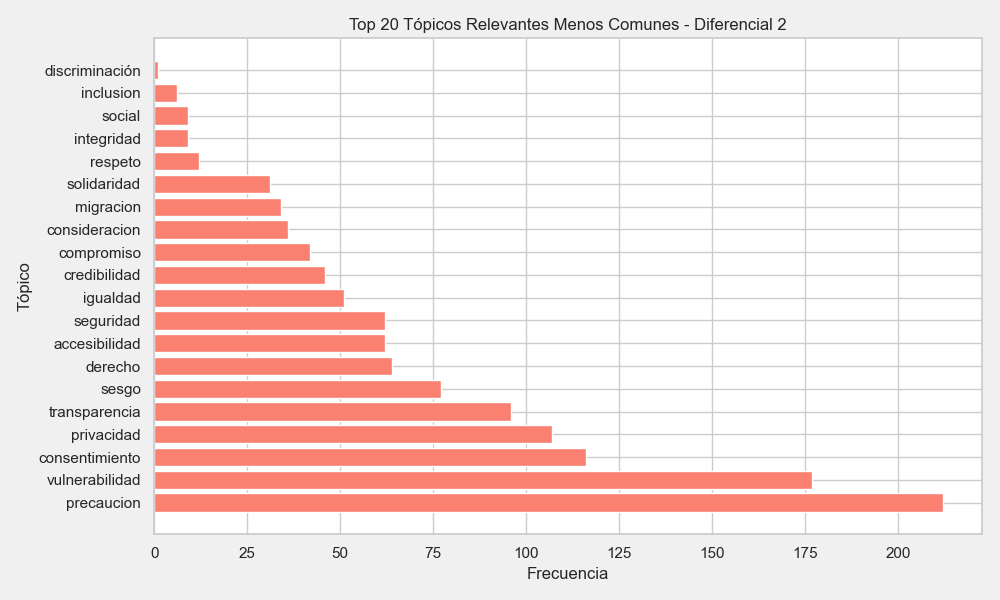 Top 20 Tópicos Relevantes Menos Comunes - Diferencial 2
Tópico
discriminación
inclusion
social
integridad
respeto
solidaridad
migracion
consideracion
compromiso
credibilidad
igualdad
seguridad
accesibilidad
derecho
sesgo
transparencia
privacidad
consentimiento
vulnerabilidad
precaucion
0 25 50 75 100 125 150 175 200
Frecuencia